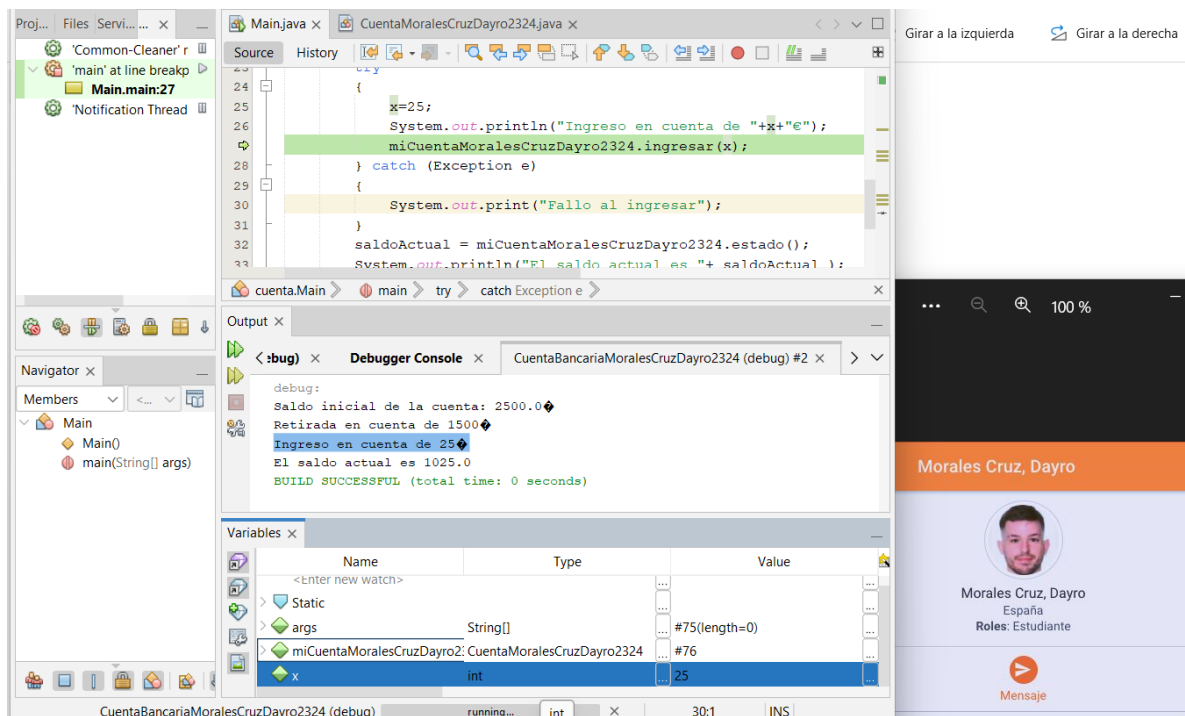 Proj... Files Servi... ... ×
'Common-Cleaner' r
'main' at line breakp
Main.main:27
'Notification Thread
Navigator ×
Members
<...
Main
Main()
main(String[] args)
Main.java × CuentaMoralesCruzDayro2324.java ×
Source History
23 try
24 {
25 x=25;
26 System.out.println("Ingreso en cuenta de "+x+"€");
miCuentaMoralesCruzDayro2324.ingresar(x);
28 } catch (Exception e)
29 {
30 System.out.print("Fallo al ingresar");
31 }
32 saldoActual = miCuentaMoralesCruzDayro2324.estado();
33 System.out.println("El saldo actual es "+ saldoActual );
cuenta.Main main try catch Exception e
Output ×
:bug) × Debugger Console × CuentaBancariaMoralesCruzDayro2324 (debug) #2 ×
debug:
Saldo inicial de la cuenta: 2500.0�
Retirada en cuenta de 1500�
Ingreso en cuenta de 25�
El saldo actual es 1025.0
BUILD SUCCESSFUL (total time: 0 seconds)
Variables ×
Name Type Value
<Enter new watch>
Static
args String[] ... #75(length=0) ...
miCuentaMoralesCruzDayro2: CuentaMoralesCruzDayro2324 ... #76 ...
x int ... 25 ...
CuentaBancariaMoralesCruzDayro2324 (debug) running... int × 30:1 INS
Girar a la izquierda Girar a la derecha
... 100 %
Morales Cruz, Dayro
Morales Cruz, Dayro
España
Roles: Estudiante
Mensaje